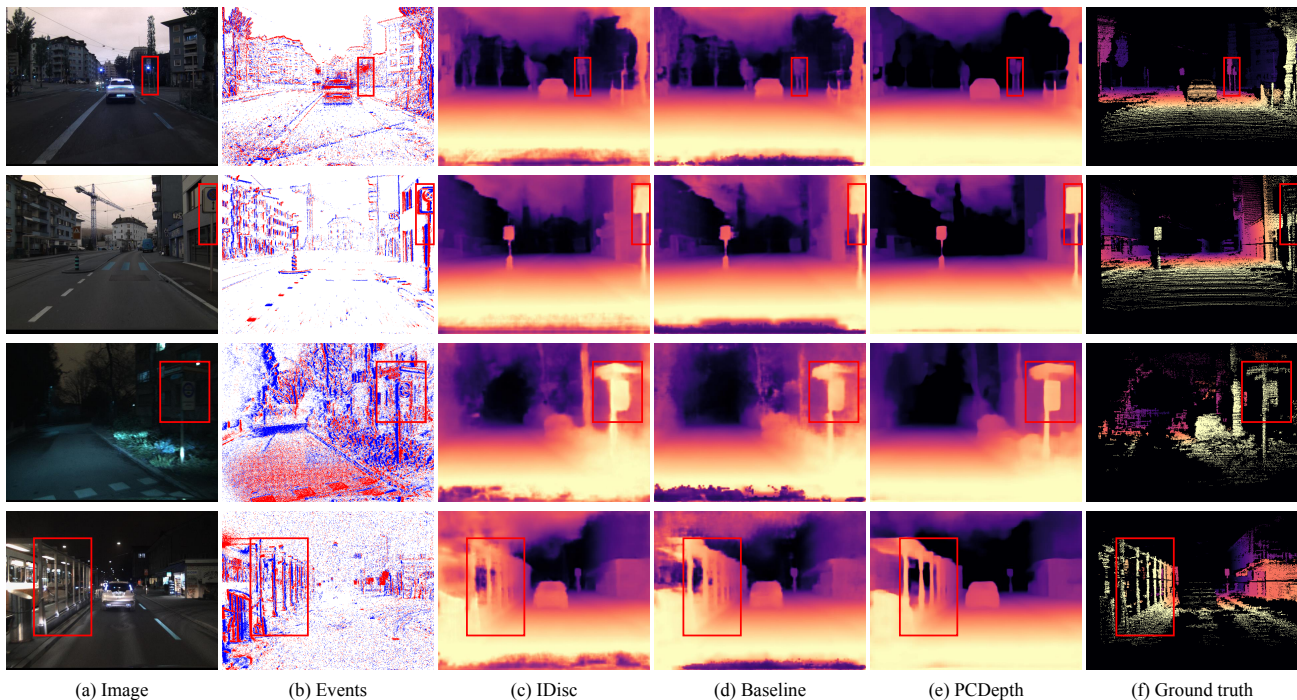 (a) Image
(b) Events
(c) IDisc
(d) Baseline
(e) PCDepth
(f) Ground truth